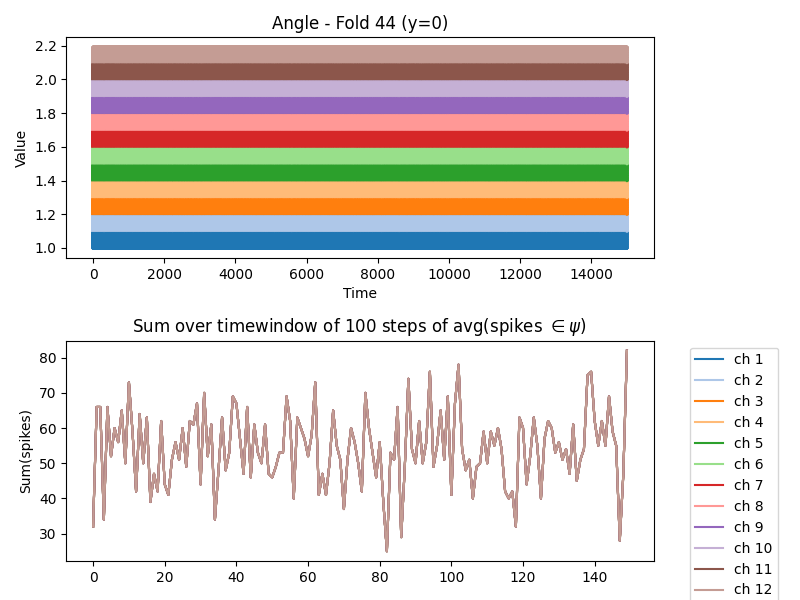 Angle - Fold 44 (y=0)
2.2
2.0
1.8
1.6
1.4
1.2
1.0
Value
0 2000 4000 6000 8000 10000 12000 14000
Time
Sum over timewindow of 100 steps of avg(spikes ∈ψ)
80
70
60
50
40
30
Sum(spikes)
0 20 40 60 80 100 120 140
ch 1
ch 2
ch 3
ch 4
ch 5
ch 6
ch 7
ch 8
ch 9
ch 10
ch 11
ch 12